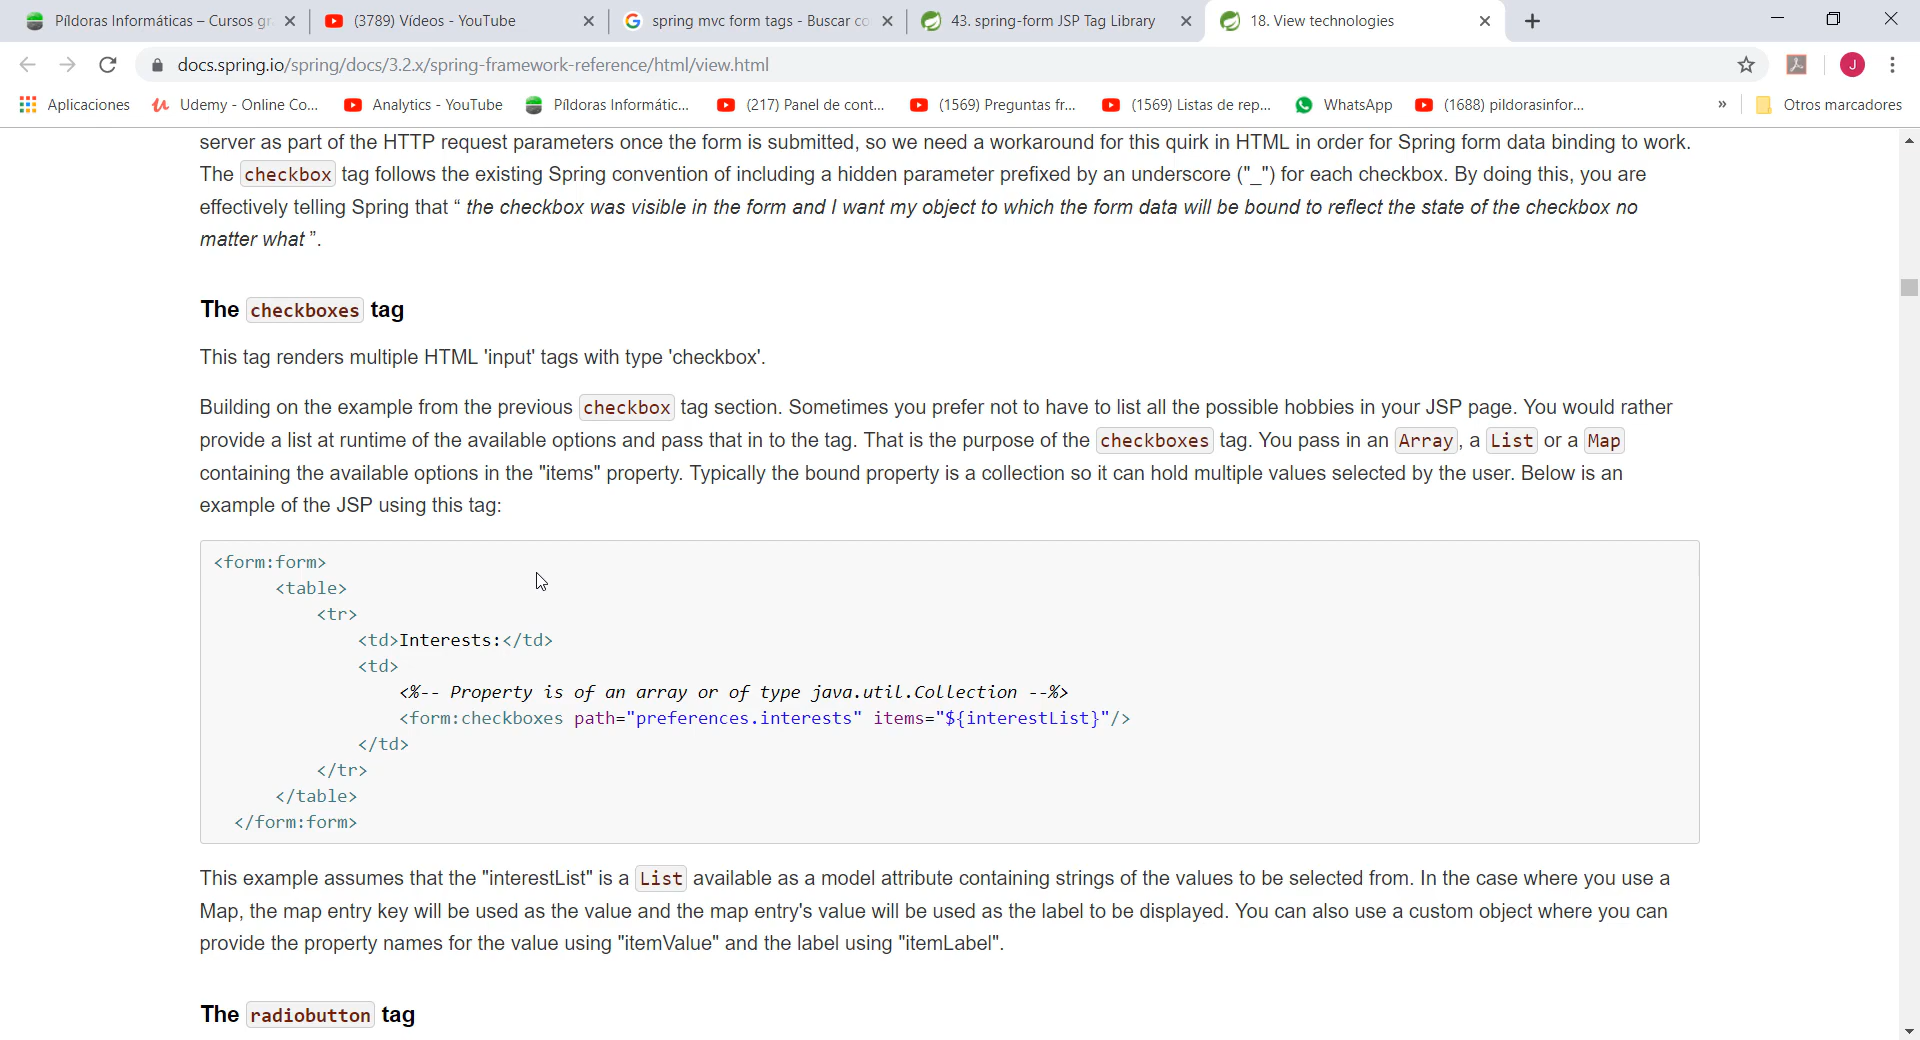 Píldoras Informáticas – Cursos gr
(3789) Vídeos - YouTube
spring mvc form tags - Buscar co
43. spring-form JSP Tag Library
18. View technologies
docs.spring.io/spring/docs/3.2.x/spring-framework-reference/html/view.html
J
Aplicaciones
Udemy - Online Co...
Analytics - YouTube
Píldoras Informátic...
(217) Panel de cont...
(1569) Preguntas fr...
(1569) Listas de rep...
WhatsApp
(1688) pildorasinfor...
»
Otros marcadores
server as part of the HTTP request parameters once the form is submitted, so we need a workaround for this quirk in HTML in order for Spring form data binding to work.
The checkbox tag follows the existing Spring convention of including a hidden parameter prefixed by an underscore ("_") for each checkbox. By doing this, you are
effectively telling Spring that “ the checkbox was visible in the form and I want my object to which the form data will be bound to reflect the state of the checkbox no
matter what ”.
The checkboxes tag
This tag renders multiple HTML 'input' tags with type 'checkbox'.
Building on the example from the previous checkbox tag section. Sometimes you prefer not to have to list all the possible hobbies in your JSP page. You would rather
provide a list at runtime of the available options and pass that in to the tag. That is the purpose of the checkboxes tag. You pass in an Array, a List or a Map
containing the available options in the "items" property. Typically the bound property is a collection so it can hold multiple values selected by the user. Below is an
example of the JSP using this tag:
<form:form>
<table>
<tr>
<td>Interests:</td>
<td>
<%-- Property is of an array or of type java.util.Collection --%>
<form:checkboxes path="preferences.interests" items="${interestList}"/>
</td>
</tr>
</table>
</form:form>
This example assumes that the "interestList" is a List available as a model attribute containing strings of the values to be selected from. In the case where you use a
Map, the map entry key will be used as the value and the map entry's value will be used as the label to be displayed. You can also use a custom object where you can
provide the property names for the value using "itemValue" and the label using "itemLabel".
The radiobutton tag